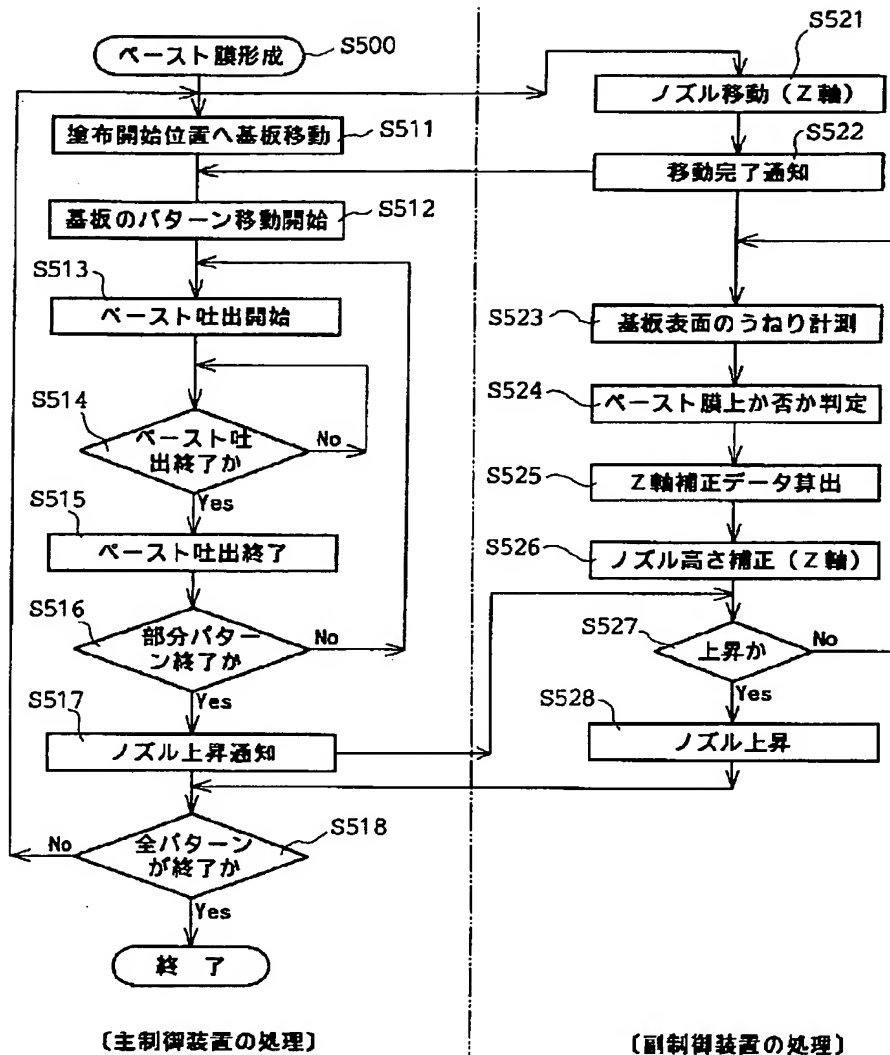 ペースト膜形成
S500
塗布開始位置へ基板移動
S511
基板のパターン移動開始
S512
S513
ペースト吐出開始
S514
ペースト吐
出終了か
No
Yes
S515
ペースト吐出終了
S516
部分パター
ン終了か
No
Yes
S517
ノズル上昇通知
S518
全パターン
が終了か
No
Yes
終 了
〔主制御装置の処理〕
S521
ノズル移動(Z軸)
S522
移動完了通知
S523
基板表面のうねり計測
S524
ペースト膜上か否か判定
S525
Z軸補正データ算出
S526
ノズル高さ補正(Z軸)
S527
上昇か
No
Yes
S528
ノズル上昇
〔副制御装置の処理〕